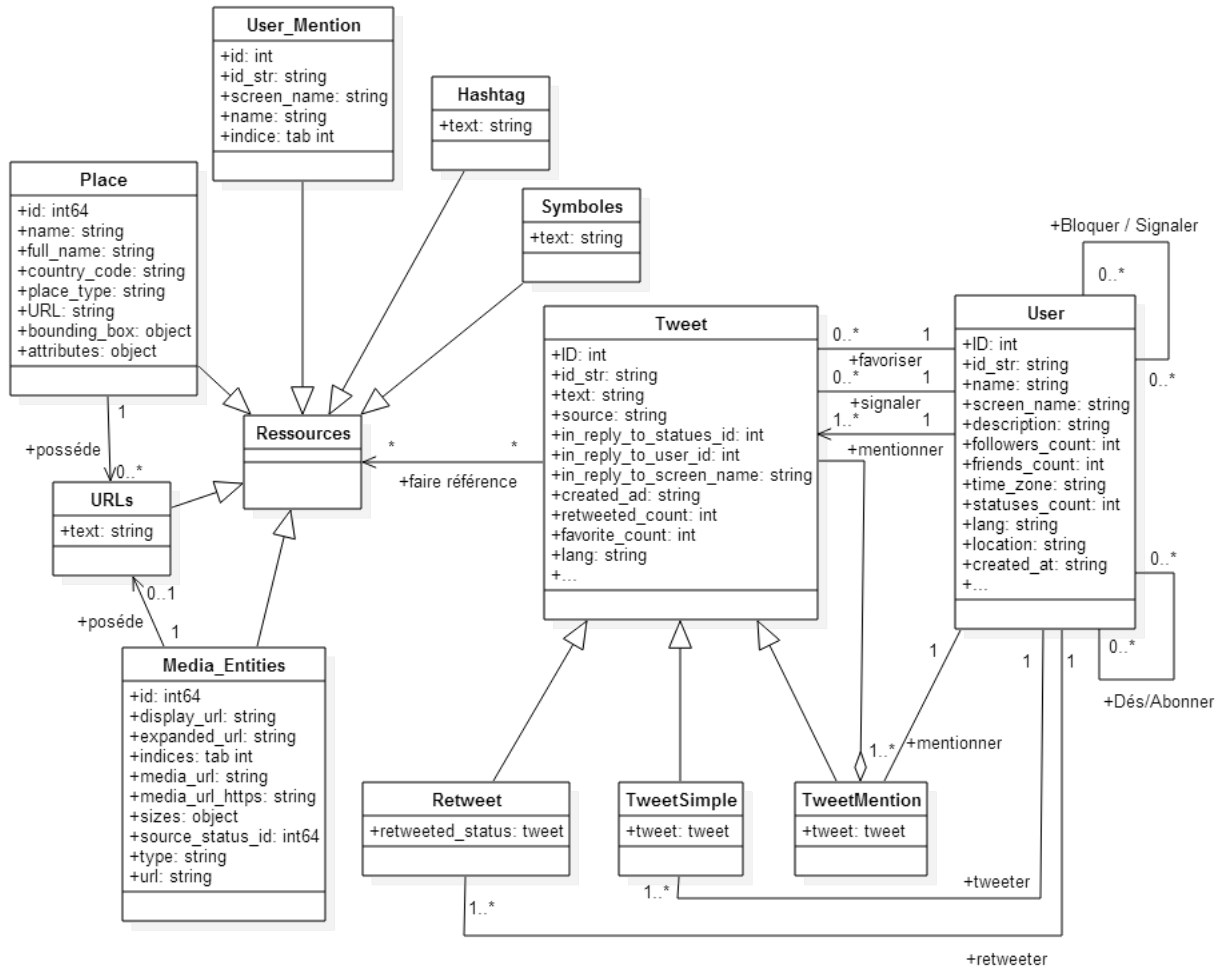 User_Mention
+id: int
+id_str: string
+screen_name: string
+name: string
+indice: tab int
Hashtag
+text: string
Place
+id: int64
+name: string
+full_name: string
+country_code: string
+place_type: string
+URL: string
+bounding_box: object
+attributes: object
Symboles
+text: string
+Bloquer / Signaler
0..*
0..*
Tweet
+ID: int
+id_str: string
+text: string
+source: string
+in_reply_to_statues_id: int
+in_reply_to_user_id: int
+in_reply_to_screen_name: string
+created_ad: string
+retweeted_count: int
+favorite_count: int
+lang: string
+...
0..* 1
+favoriser
0..* 1
+signaler
1..* 1
+mentionner
User
+ID: int
+id_str: string
+name: string
+screen_name: string
+description: string
+followers_count: int
+friends_count: int
+time_zone: string
+statuses_count: int
+lang: string
+location: string
+created_at: string
+...
Ressources
* *
+faire référence
1
+posséde
0..*
URLs
+text: string
0..1
+poséde
1
0..*
0..*
+Dés/Abonner
Media_Entities
+id: int64
+display_url: string
+expanded_url: string
+indices: tab int
+media_url: string
+media_url_https: string
+sizes: object
+source_status_id: int64
+type: string
+url: string
1 1 1
1..* +mentionner
Retweet
+retweeted_status: tweet
TweetSimple
+tweet: tweet
TweetMention
+tweet: tweet
1..* +tweeter
1..*
+retweeter